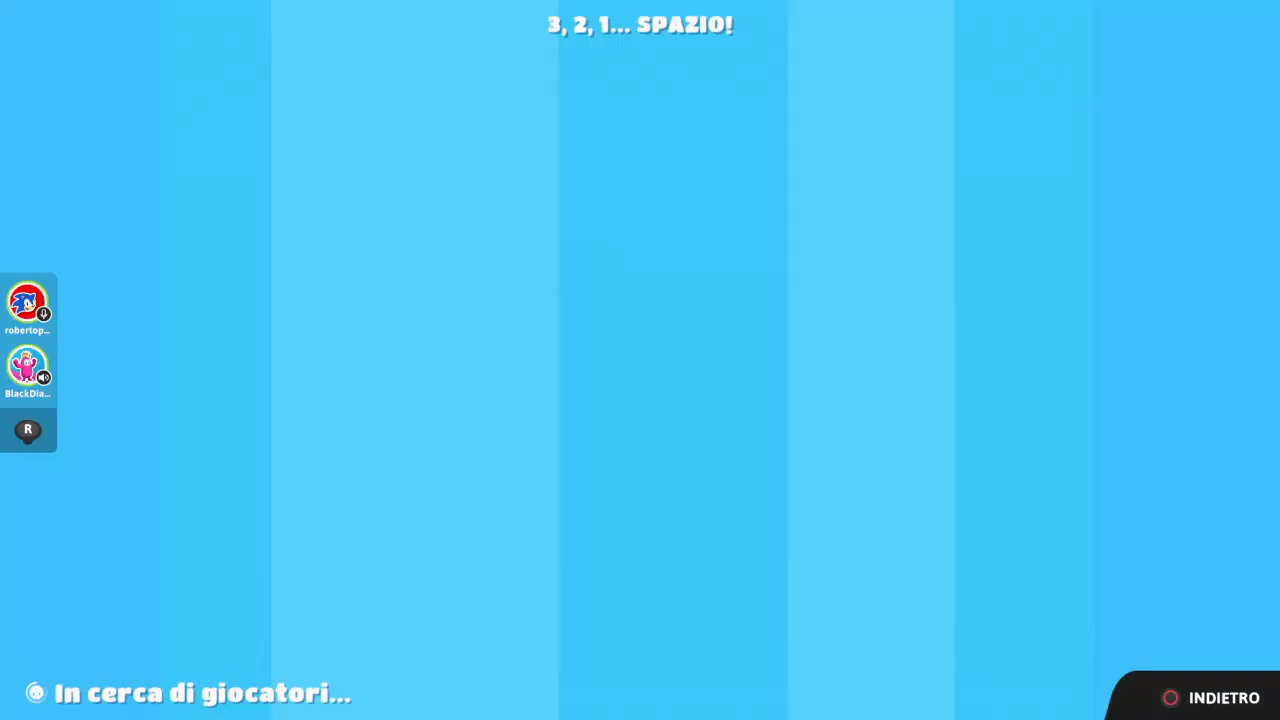 3, 2, 1... SPAZIO!
robertop...
BlackDia...
R
In cerca di giocatori...
INDIETRO